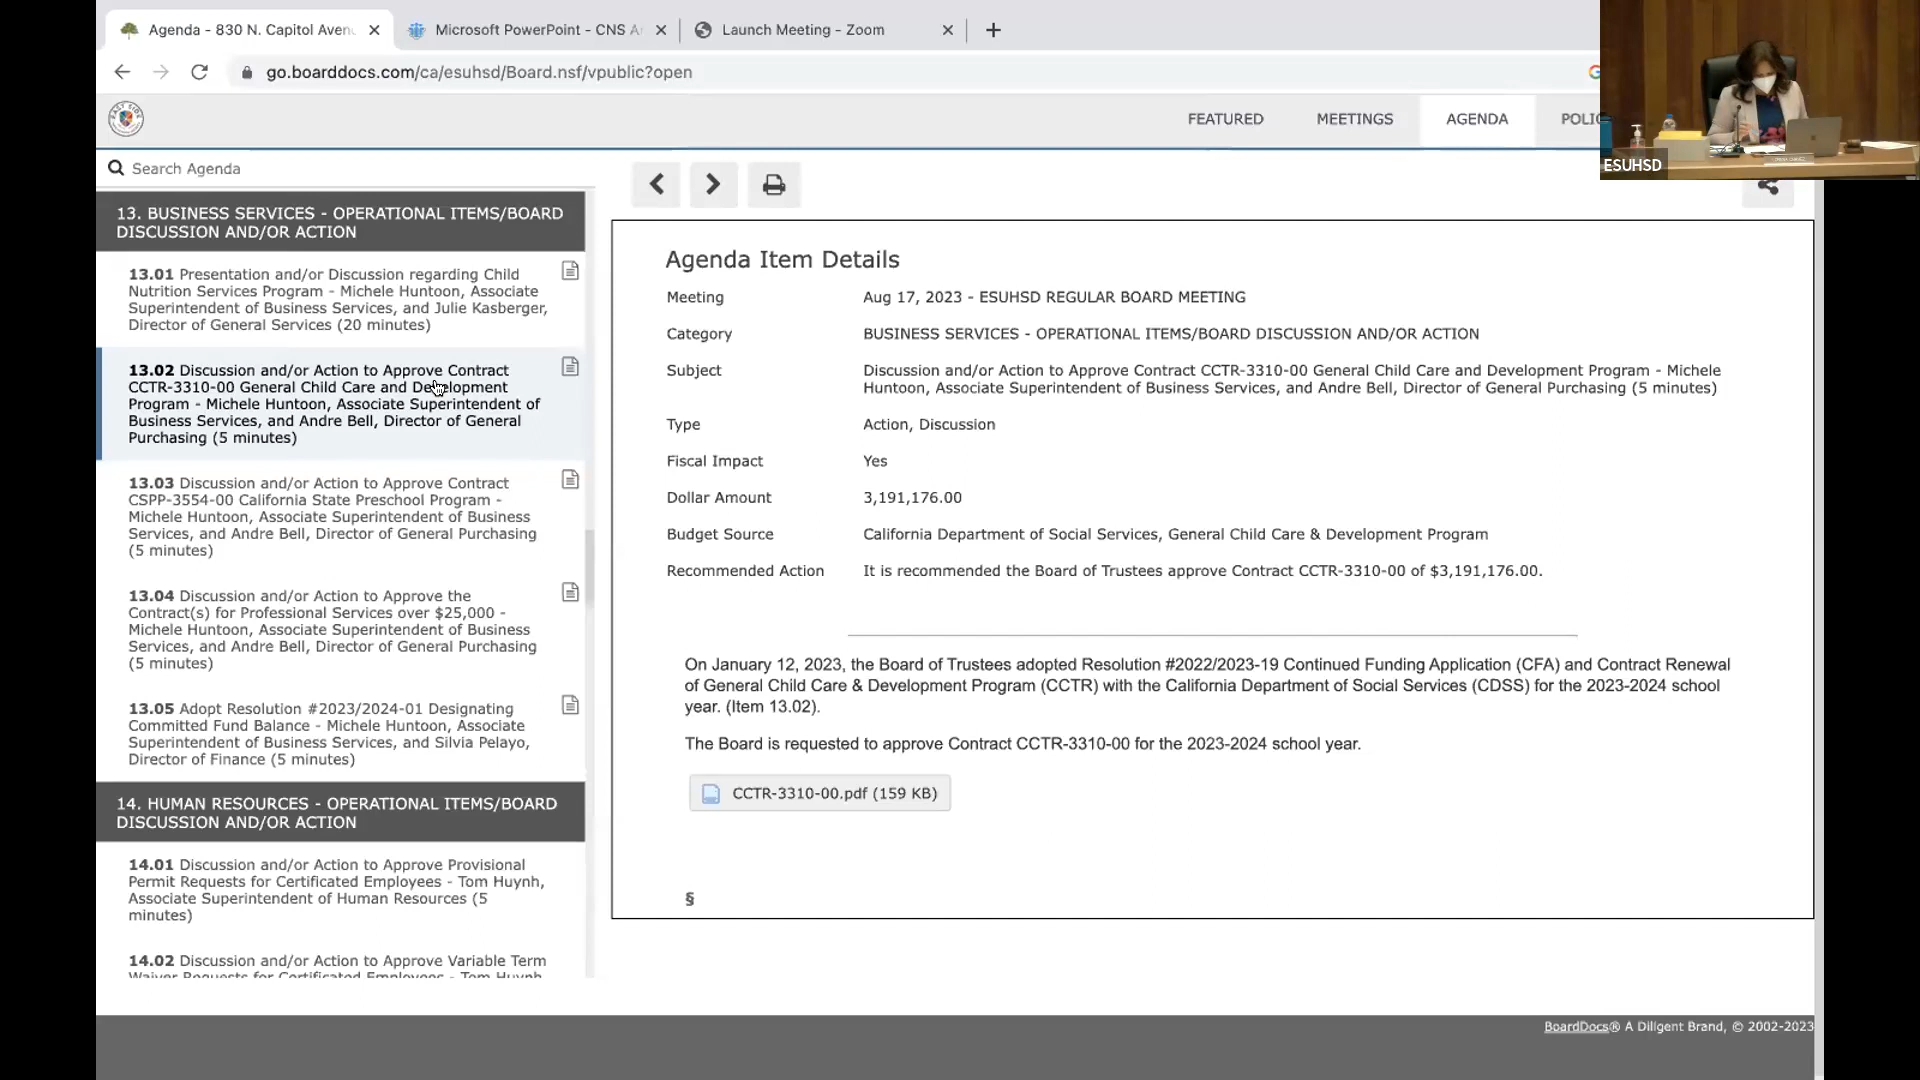 Agenda - 830 N. Capitol Aven
Microsoft PowerPoint - CNS A
Launch Meeting - Zoom
go.boarddocs.com/ca/esuhsd/Board.nsf/vpublic?open
FEATURED
MEETINGS
AGENDA
POLIC
ESUHSD
Search Agenda
13. BUSINESS SERVICES - OPERATIONAL ITEMS/BOARD
DISCUSSION AND/OR ACTION
13.01 Presentation and/or Discussion regarding Child
Nutrition Services Program - Michele Huntoon, Associate
Superintendent of Business Services, and Julie Kasberger,
Director of General Services (20 minutes)
13.02 Discussion and/or Action to Approve Contract
CCTR-3310-00 General Child Care and Development
Program - Michele Huntoon, Associate Superintendent of
Business Services, and Andre Bell, Director of General
Purchasing (5 minutes)
13.03 Discussion and/or Action to Approve Contract
CSPP-3554-00 California State Preschool Program -
Michele Huntoon, Associate Superintendent of Business
Services, and Andre Bell, Director of General Purchasing
(5 minutes)
13.04 Discussion and/or Action to Approve the
Contract(s) for Professional Services over $25,000 -
Michele Huntoon, Associate Superintendent of Business
Services, and Andre Bell, Director of General Purchasing
(5 minutes)
13.05 Adopt Resolution #2023/2024-01 Designating
Committed Fund Balance - Michele Huntoon, Associate
Superintendent of Business Services, and Silvia Pelayo,
Director of Finance (5 minutes)
14. HUMAN RESOURCES - OPERATIONAL ITEMS/BOARD
DISCUSSION AND/OR ACTION
14.01 Discussion and/or Action to Approve Provisional
Permit Requests for Certificated Employees - Tom Huynh,
Associate Superintendent of Human Resources (5
minutes)
14.02 Discussion and/or Action to Approve Variable Term
Waiver Requests for Certificated Employees - Tom Huynh,
Agenda Item Details
Meeting
Aug 17, 2023 - ESUHSD REGULAR BOARD MEETING
Category
BUSINESS SERVICES - OPERATIONAL ITEMS/BOARD DISCUSSION AND/OR ACTION
Subject
Discussion and/or Action to Approve Contract CCTR-3310-00 General Child Care and Development Program - Michele
Huntoon, Associate Superintendent of Business Services, and Andre Bell, Director of General Purchasing (5 minutes)
Type
Action, Discussion
Fiscal Impact
Yes
Dollar Amount
3,191,176.00
Budget Source
California Department of Social Services, General Child Care & Development Program
Recommended Action
It is recommended the Board of Trustees approve Contract CCTR-3310-00 of $3,191,176.00.
On January 12, 2023, the Board of Trustees adopted Resolution #2022/2023-19 Continued Funding Application (CFA) and Contract Renewal
of General Child Care & Development Program (CCTR) with the California Department of Social Services (CDSS) for the 2023-2024 school
year. (Item 13.02).
The Board is requested to approve Contract CCTR-3310-00 for the 2023-2024 school year.
CCTR-3310-00.pdf (159 KB)
§
BoardDocs® A Diligent Brand, © 2002-2023